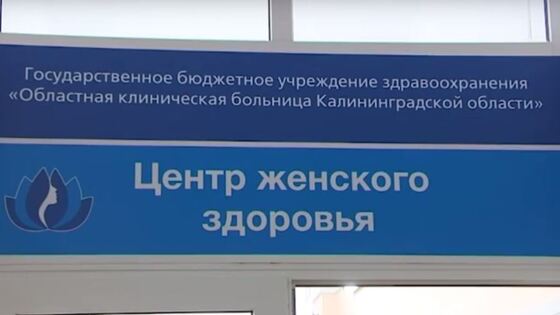 Государственное бюджетное учреждение здравоохранения
«Областная клиническая больница Калининградской области»
Центр женского
здоровья